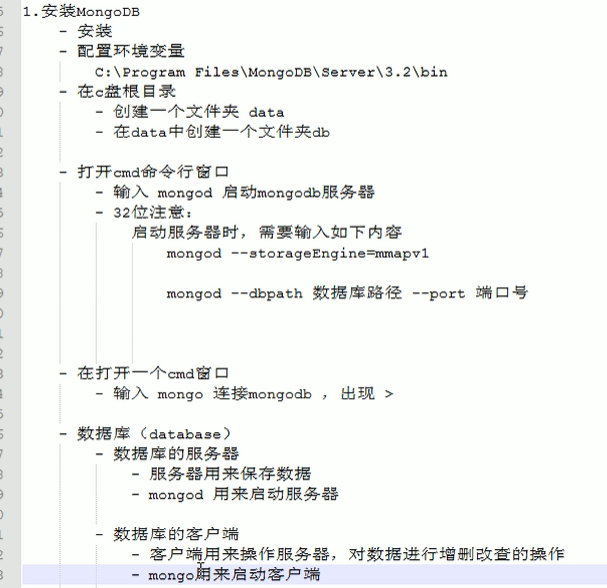 1.安装MongoDB
- 安装
- 配置环境变量
C:\Program Files\MongoDB\Server\3.2\bin
- 在c盘根目录
- 创建一个文件夹 data
- 在data中创建一个文件夹db
- 打开cmd命令行窗口
- 输入 mongod 启动mongodb服务器
- 32位注意：
启动服务器时，需要输入如下内容
mongod --storageEngine=mmapv1
mongod --dbpath 数据库路径 --port 端口号
- 在打开一个cmd窗口
- 输入 mongo 连接mongodb ，出现 >
- 数据库（database）
- 数据库的服务器
- 服务器用来保存数据
- mongod 用来启动服务器
- 数据库的客户端
- 客户端用来操作服务器，对数据进行增删改查的操作
- mongo用来启动客户端